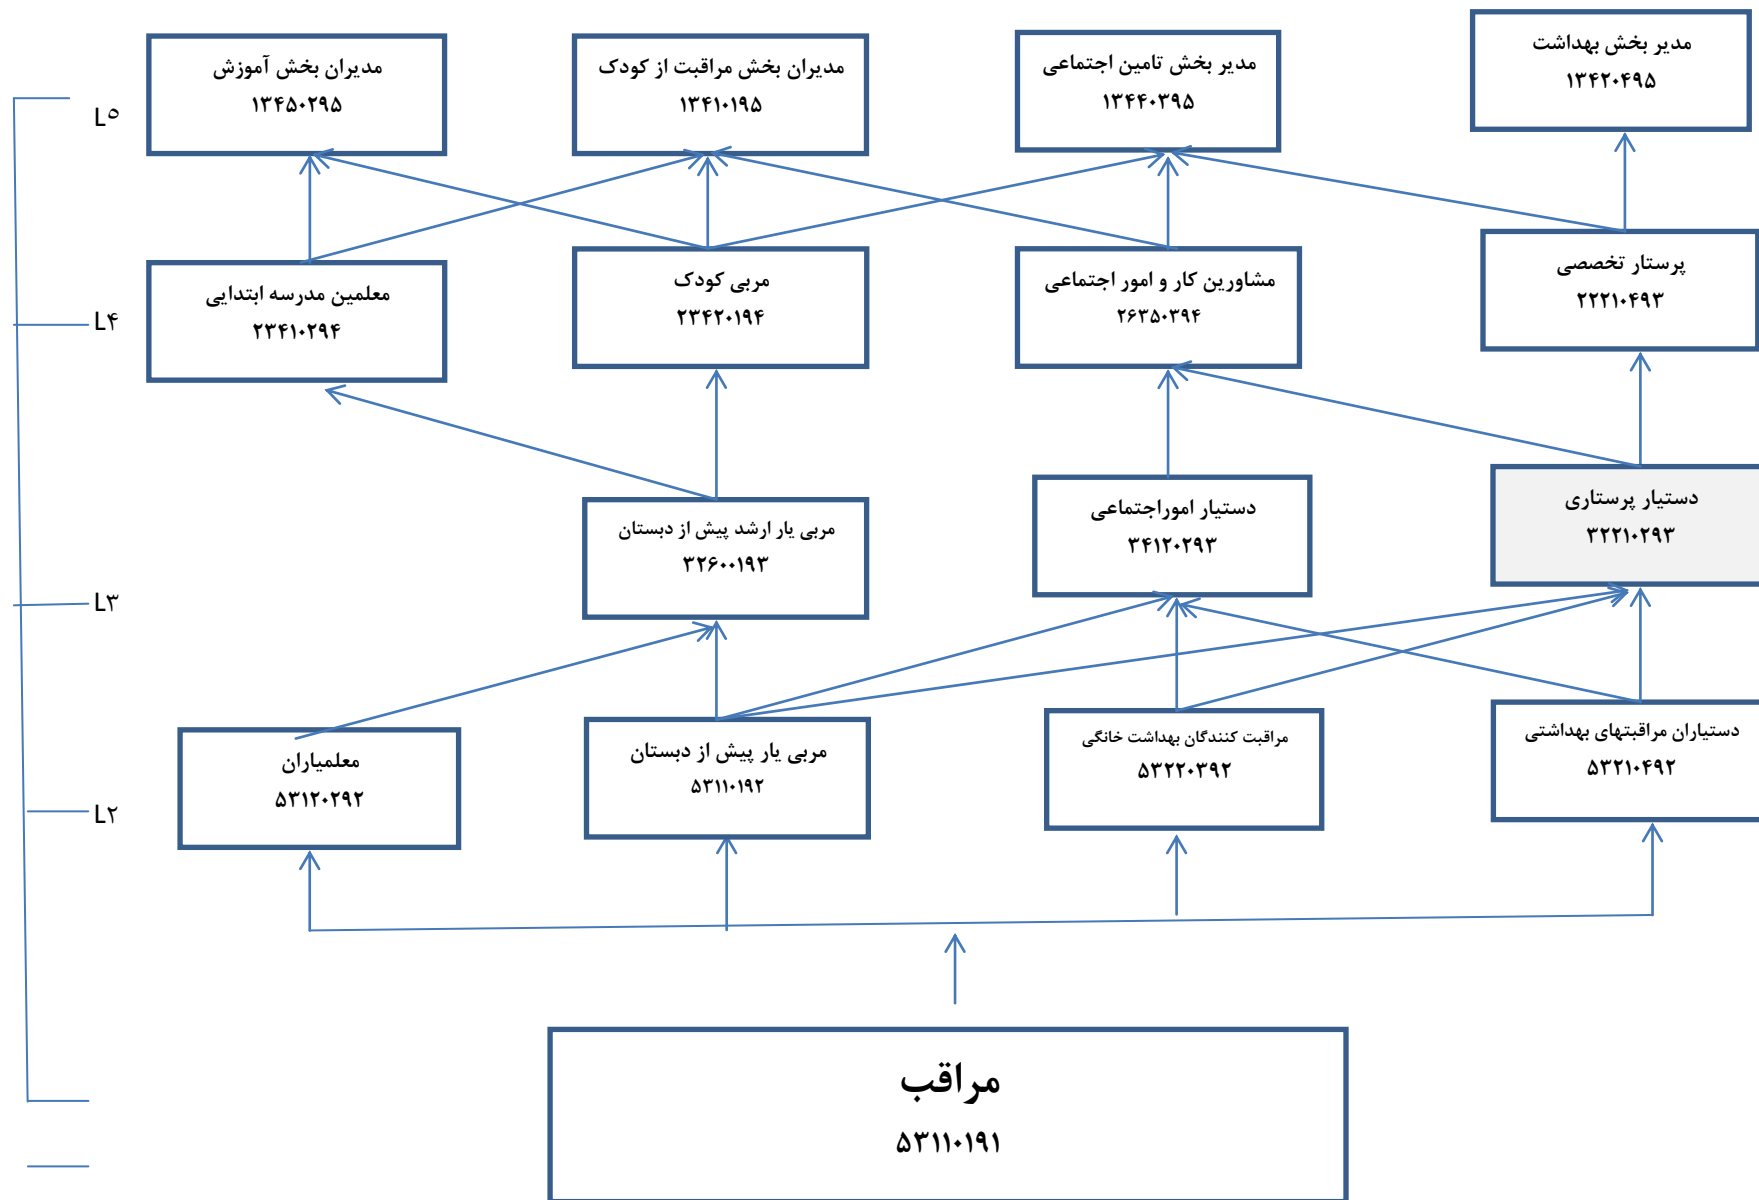 مدیر بخش بهداشت
۱۳۴۲۰۴۹۵
مدیر بخش تامین اجتماعی
۱۳۴۴۰۳۹۵
مدیران بخش مراقبت از کودک
۱۳۴۱۰۱۹۵
مدیران بخش آموزش
۱۳۴۵۰۲۹۵
L۵
پرستار تخصصی
۲۲۲۱۰۴۹۳
مشاورین کار و امور اجتماعی
۲۶۳۵۰۳۹۴
مربی کودک
۲۳۴۲۰۱۹۴
معلمین مدرسه ابتدایی
۲۳۴۱۰۲۹۴
L۴
دستیار پرستاری
۳۲۲۱۰۲۹۳
دستیار اموراجتماعی
۳۴۱۲۰۲۹۳
مربی یار ارشد پیش از دبستان
۳۲۶۰۰۱۹۳
L۳
دستیاران مراقبتهای بهداشتی
۵۳۲۱۰۴۹۲
مراقبت کنندگان بهداشت خانگی
۵۳۲۲۰۳۹۲
مربی یار پیش از دبستان
۵۳۱۱۰۱۹۲
معلمیاران
۵۳۱۲۰۲۹۲
L۲
مراقب
۵۳۱۱۰۱۹۱